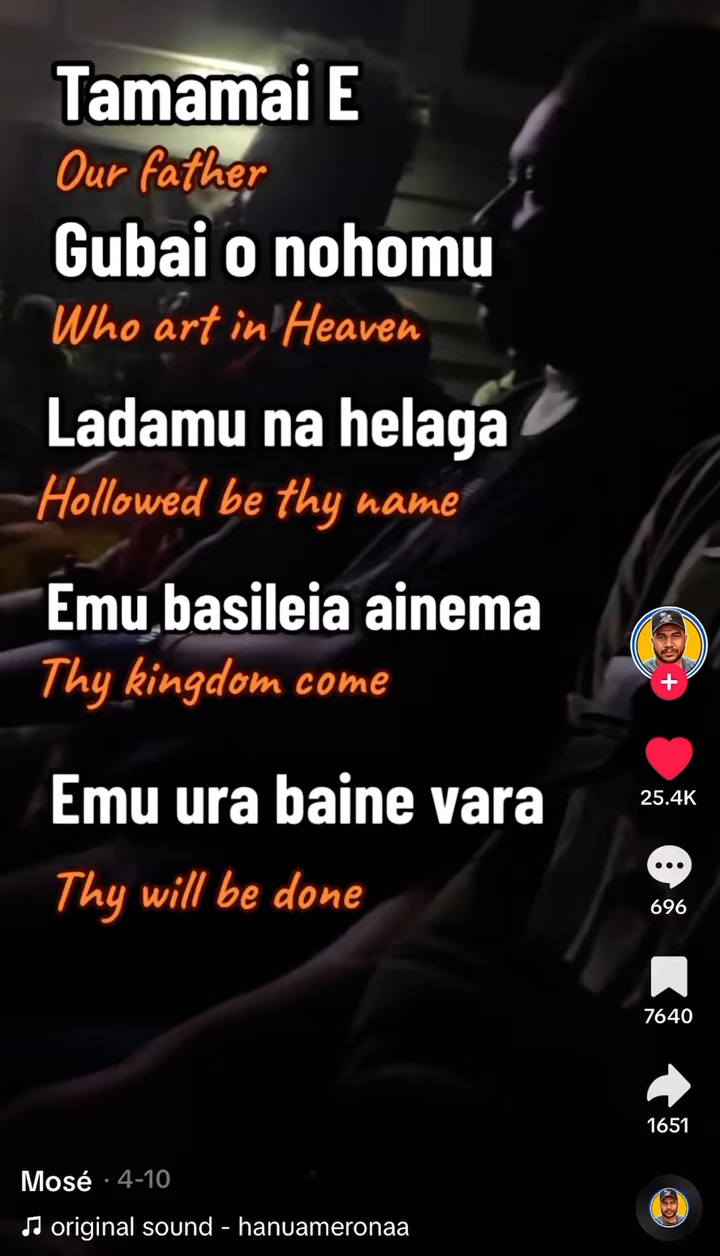 Tamamai E
Our father
Gubai o nohomu
Who art in Heaven
Ladamu na helaga
Hollowed be thy name
Emu basileia ainema
Thy kingdom come
Emu ura baine vara
Thy will be done
25.4K
696
7640
1651
Mosé · 4-10
original sound - hanuameronaa